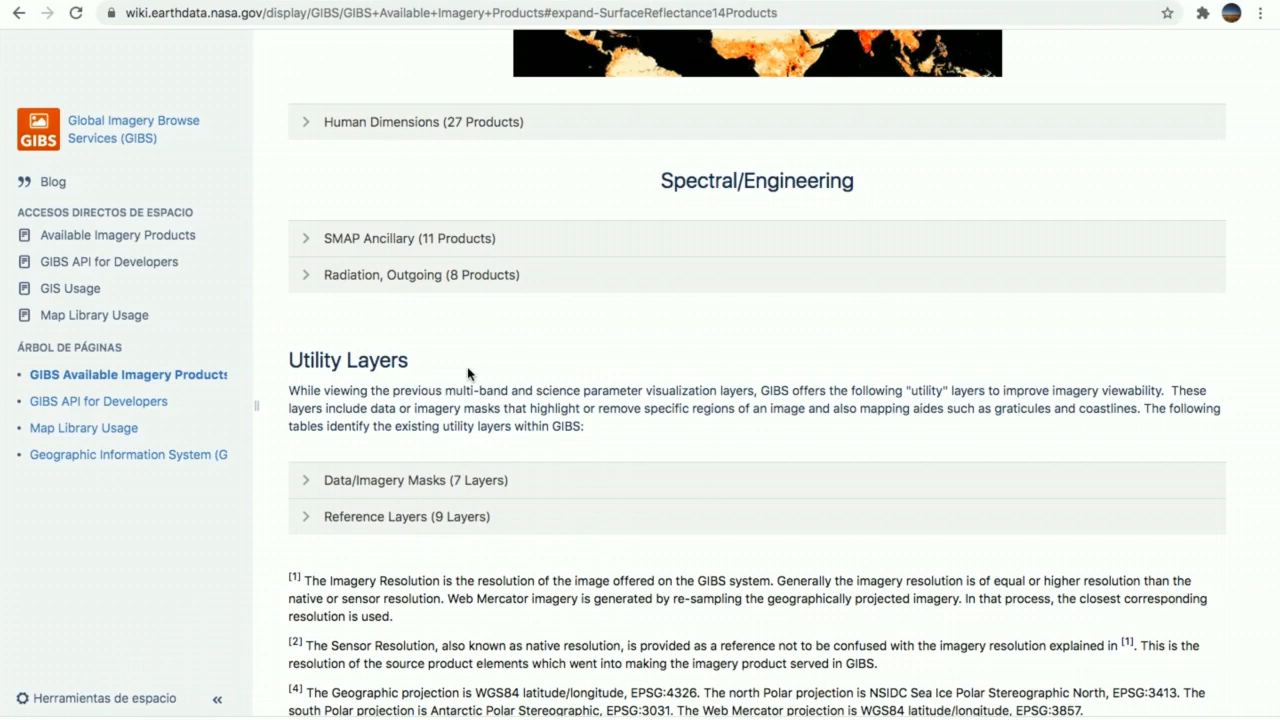 wiki.earthdata.nasa.gov/display/GIBS/GIBS+Available+Imagery+Products#expand-SurfaceReflectance14Products
GIBS
Global Imagery Browse
Services (GIBS)
Blog
ACCESOS DIRECTOS DE ESPACIO
Available Imagery Products
GIBS API for Developers
GIS Usage
Map Library Usage
ÁRBOL DE PÁGINAS
• GIBS Available Imagery Products
• GIBS API for Developers
• Map Library Usage
• Geographic Information System (G
Herramientas de espacio
Human Dimensions (27 Products)
Spectral/Engineering
SMAP Ancillary (11 Products)
Radiation, Outgoing (8 Products)
Utility Layers
While viewing the previous multi-band and science parameter visualization layers, GIBS offers the following "utility" layers to improve imagery viewability. These
layers include data or imagery masks that highlight or remove specific regions of an image and also mapping aides such as graticules and coastlines. The following
tables identify the existing utility layers within GIBS:
Data/Imagery Masks (7 Layers)
Reference Layers (9 Layers)
[1] The Imagery Resolution is the resolution of the image offered on the GIBS system. Generally the imagery resolution is of equal or higher resolution than the
native or sensor resolution. Web Mercator imagery is generated by re-sampling the geographically projected imagery. In that process, the closest corresponding
resolution is used.
[2] The Sensor Resolution, also known as native resolution, is provided as a reference not to be confused with the imagery resolution explained in [1]. This is the
resolution of the source product elements which went into making the imagery product served in GIBS.
[4] The Geographic projection is WGS84 latitude/longitude, EPSG:4326. The north Polar projection is NSIDC Sea Ice Polar Stereographic North, EPSG:3413. The
south Polar projection is Antarctic Polar Stereographic, EPSG:3031. The Web Mercator projection is WGS84 latitude/longitude, EPSG:3857.